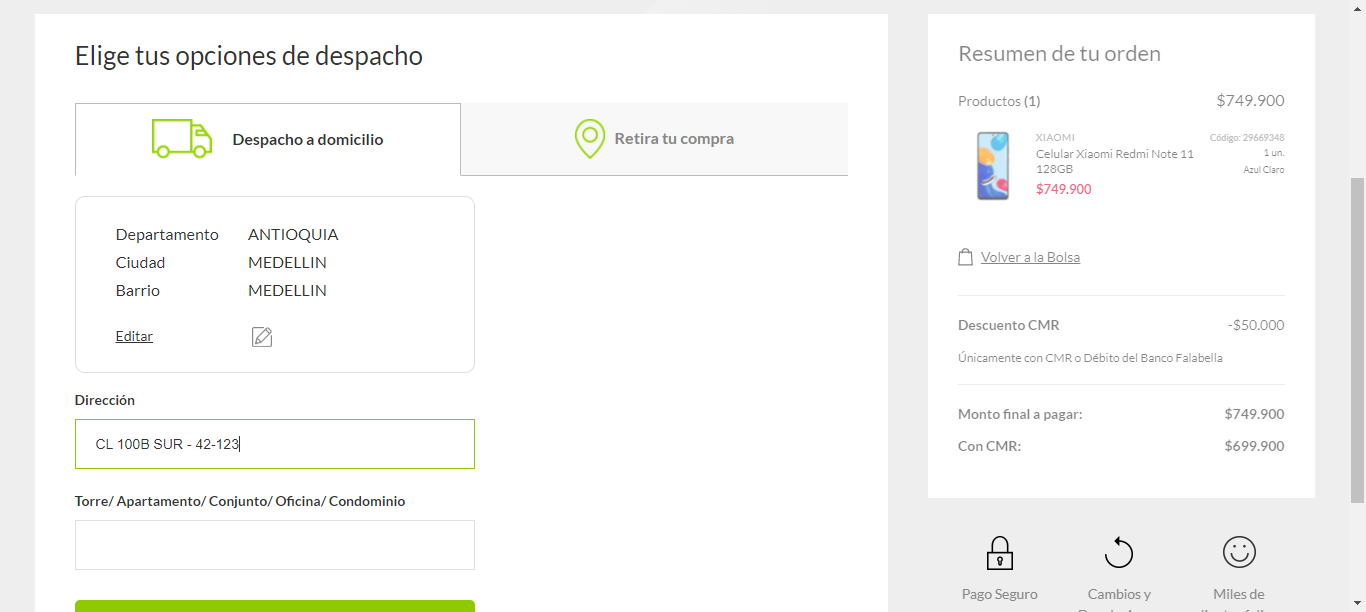 Elige tus opciones de despacho
Despacho a domicilio
Retira tu compra
Departamento ANTIOQUIA
Ciudad MEDELLIN
Barrio MEDELLIN
Editar
Dirección
CL 100B SUR - 42-123
Torre/ Apartamento/ Conjunto/ Oficina/ Condominio
Resumen de tu orden
Productos (1) $749.900
XIAOMI Código: 29669348
Celular Xiaomi Redmi Note 11 1 un.
128GB Azul Claro
$749.900
Volver a la Bolsa
Descuento CMR -$50.000
Únicamente con CMR o Débito del Banco Falabella
Monto final a pagar: $749.900
Con CMR: $699.900
Pago Seguro
Cambios y
Miles de